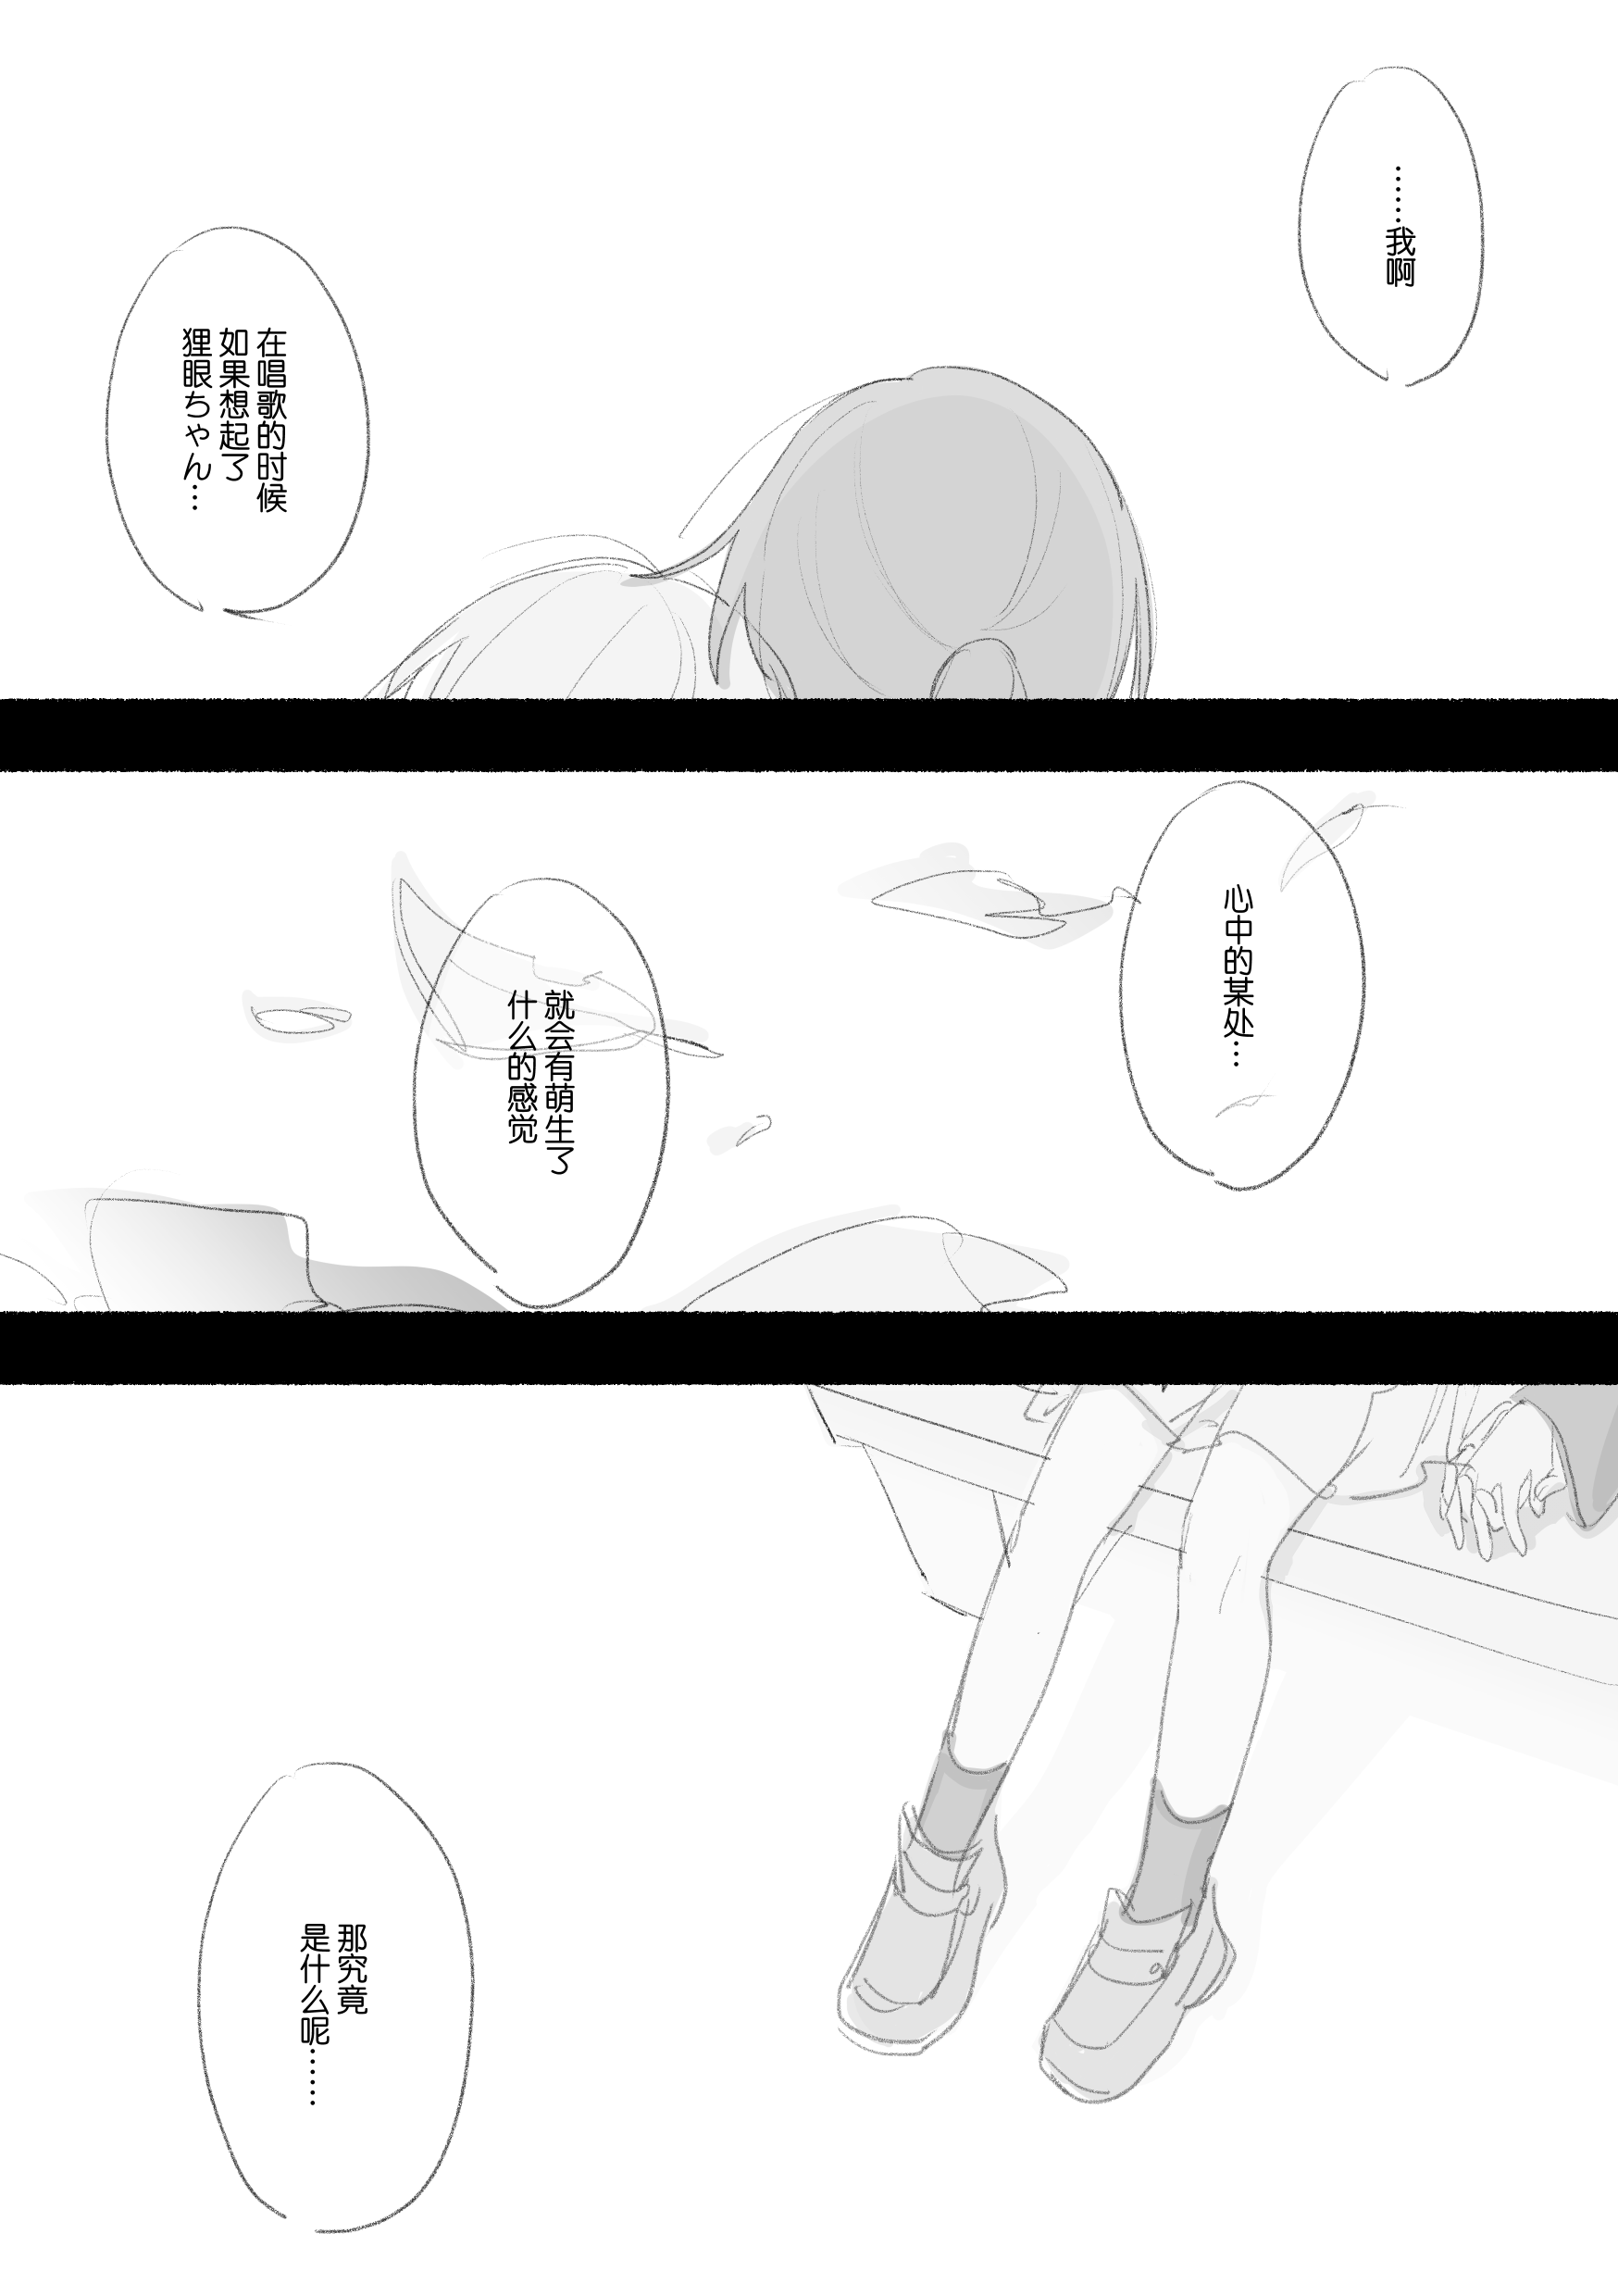 ……我啊
在唱歌的时候
如果想起了
狸眼ちゃん…
心中的某处…
就会有萌生了
什么的感觉
那究竟
是什么呢……